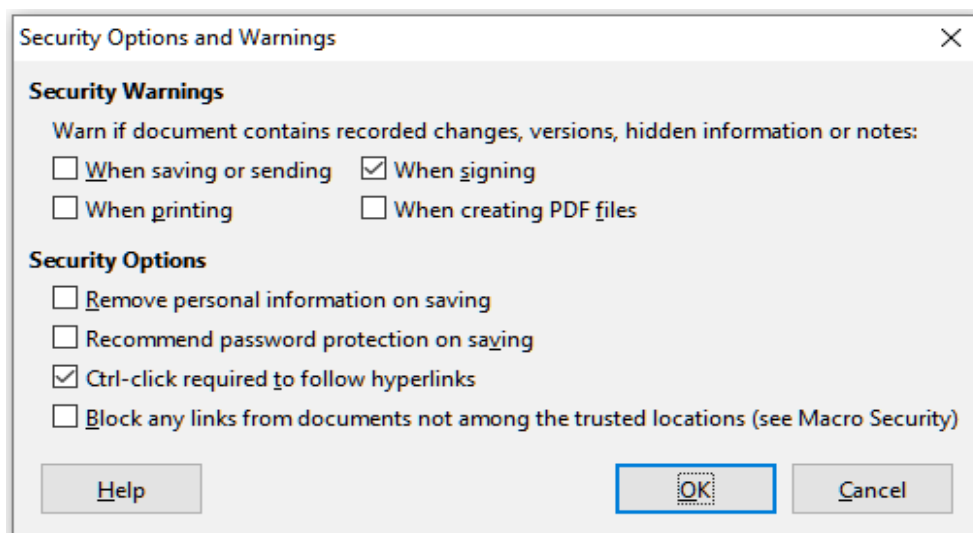 Security Options and Warnings
Security Warnings
Warn if document contains recorded changes, versions, hidden information or notes:
When saving or sending When signing
When printing When creating PDF files
Security Options
Remove personal information on saving
Recommend password protection on saving
Ctrl-click required to follow hyperlinks
Block any links from documents not among the trusted locations (see Macro Security)
Help OK Cancel